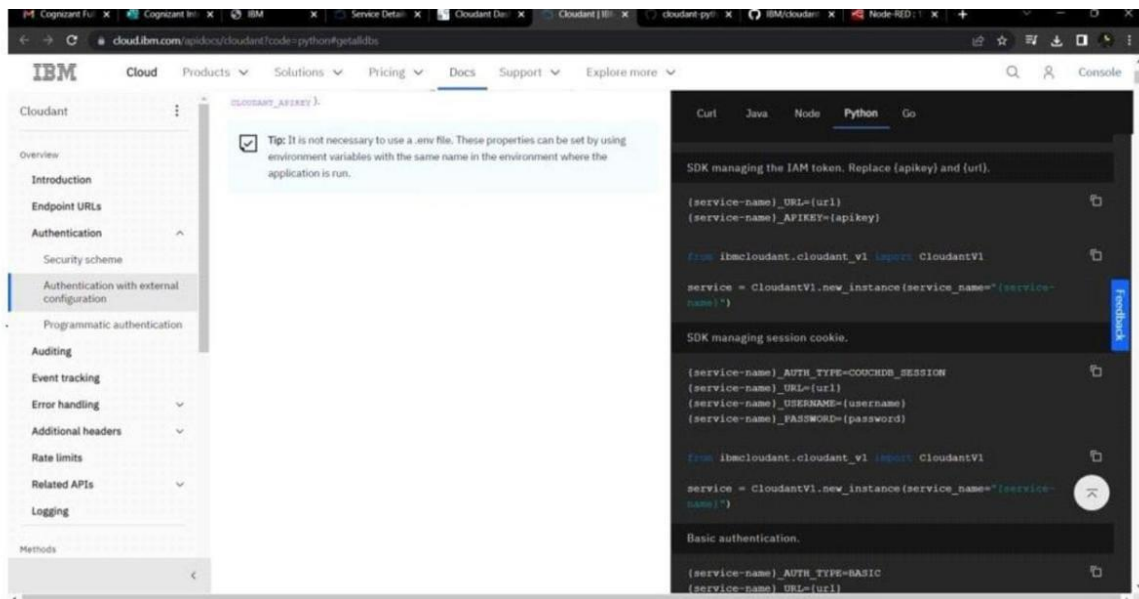 Cognizant Ful
Cognizant Int
IBM
Service Detai
Cloudant Das
Cloudant | IB
cloudant-pyth
IBM/cloudan
Node-RED : 1
cloud.ibm.com/apidocs/cloudant?code=python#getalldbs
IBM Cloud Products Solutions Pricing Docs Support Explore more Console
Cloudant
Overview
Introduction
Endpoint URLs
Authentication
Security scheme
Authentication with external
configuration
Programmatic authentication
Auditing
Event tracking
Error handling
Additional headers
Rate limits
Related APIs
Logging
Methods
CLOUDANT_APIKEY ).
Tip: It is not necessary to use a .env file. These properties can be set by using
environment variables with the same name in the environment where the
application is run.
Curl Java Node Python Go
SDK managing the IAM token. Replace {apikey} and {url}.
{service-name}_URL={url}
{service-name}_APIKEY={apikey}
from ibmcloudant.cloudant_v1 import CloudantV1
service = CloudantV1.new_instance(service_name="{service-
name}")
SDK managing session cookie.
{service-name}_AUTH_TYPE=COUCHDB_SESSION
{service-name}_URL={url}
{service-name}_USERNAME={username}
{service-name}_PASSWORD={password}
from ibmcloudant.cloudant_v1 import CloudantV1
service = CloudantV1.new_instance(service_name="{service-
name}")
Basic authentication.
{service-name}_AUTH_TYPE=BASIC
{service-name}_URL={url}
Feedback